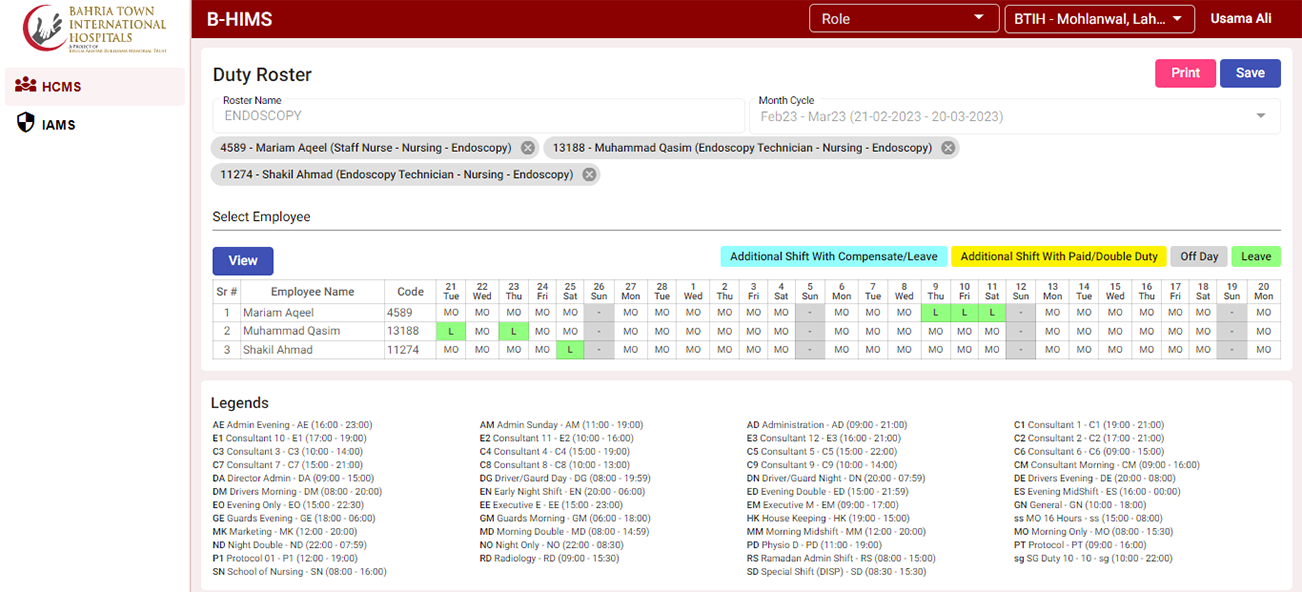 BAHRIA TOWN
INTERNATIONAL
HOSPITALS
A PROJECT OF
BEGUM AKHTAR RUKHSANA MEMORIAL TRUST
B-HIMS
Role
BTIH - Mohlanwal, Lah...
Usama Ali
HCMS
IAMS
Duty Roster
Print
Save
Roster Name
ENDOSCOPY
Month Cycle
Feb23 - Mar23 (21-02-2023 - 20-03-2023)
4589 - Mariam Aqeel (Staff Nurse - Nursing - Endoscopy)
13188 - Muhammad Qasim (Endoscopy Technician - Nursing - Endoscopy)
11274 - Shakil Ahmad (Endoscopy Technician - Nursing - Endoscopy)
Select Employee
View
Additional Shift With Compensate/Leave
Additional Shift With Paid/Double Duty
Off Day
Leave
Sr # Employee Name Code 21 Tue 22 Wed 23 Thu 24 Fri 25 Sat 26 Sun 27 Mon 28 Tue 1 Wed 2 Thu 3 Fri 4 Sat 5 Sun 6 Mon 7 Tue 8 Wed 9 Thu 10 Fri 11 Sat 12 Sun 13 Mon 14 Tue 15 Wed 16 Thu 17 Fri 18 Sat 19 Sun 20 Mon
1 Mariam Aqeel 4589 MO MO MO MO MO - MO MO MO MO MO MO - MO MO MO L L L - MO MO MO MO MO MO - MO
2 Muhammad Qasim 13188 L MO L MO MO - MO MO MO MO MO MO - MO MO MO MO MO MO - MO MO MO MO MO MO - MO
3 Shakil Ahmad 11274 MO MO MO MO L - MO MO MO MO MO MO - MO MO MO MO MO MO - MO MO MO MO MO MO - MO
Legends
AE Admin Evening - AE (16:00 - 23:00) AM Admin Sunday - AM (11:00 - 19:00) AD Administration - AD (09:00 - 21:00) C1 Consultant 1 - C1 (19:00 - 21:00)
E1 Consultant 10 - E1 (17:00 - 19:00) E2 Consultant 11 - E2 (10:00 - 16:00) E3 Consultant 12 - E3 (16:00 - 21:00) C2 Consultant 2 - C2 (17:00 - 21:00)
C3 Consultant 3 - C3 (10:00 - 14:00) C4 Consultant 4 - C4 (15:00 - 19:00) C5 Consultant 5 - C5 (15:00 - 22:00) C6 Consultant 6 - C6 (09:00 - 15:00)
C7 Consultant 7 - C7 (15:00 - 21:00) C8 Consultant 8 - C8 (10:00 - 13:00) C9 Consultant 9 - C9 (10:00 - 14:00) CM Consultant Morning - CM (09:00 - 16:00)
DA Director Admin - DA (09:00 - 15:00) DG Driver/Gaurd Day - DG (08:00 - 19:59) DN Driver/Guard Night - DN (20:00 - 07:59) DE Drivers Evening - DE (20:00 - 08:00)
DM Drivers Morning - DM (08:00 - 20:00) EN Early Night Shift - EN (20:00 - 06:00) ED Evening Double - ED (15:00 - 21:59) ES Evening MidShift - ES (16:00 - 00:00)
EO Evening Only - EO (15:00 - 22:30) EE Executive E - EE (15:00 - 23:00) EM Executive M - EM (09:00 - 17:00) GN General - GN (10:00 - 18:00)
GE Guards Evening - GE (18:00 - 06:00) GM Guards Morning - GM (06:00 - 18:00) HK House Keeping - HK (19:00 - 15:00) ss MO 16 Hours - ss (15:00 - 08:00)
MK Marketing - MK (12:00 - 20:00) MD Morning Double - MD (08:00 - 14:59) MM Morning Midshift - MM (12:00 - 20:00) MO Morning Only - MO (08:00 - 15:30)
ND Night Double - ND (22:00 - 07:59) NO Night Only - NO (22:00 - 08:30) PD Physio D - PD (11:00 - 19:00) PT Protocol - PT (09:00 - 16:00)
P1 Protocol 01 - P1 (12:00 - 19:00) RD Radiology - RD (09:00 - 15:30) RS Ramadan Admin Shift - RS (08:00 - 15:00) sg SG Duty 10 - 10 - sg (10:00 - 22:00)
SN School of Nursing - SN (08:00 - 16:00) SD Special Shift (DISP) - SD (08:30 - 15:30)